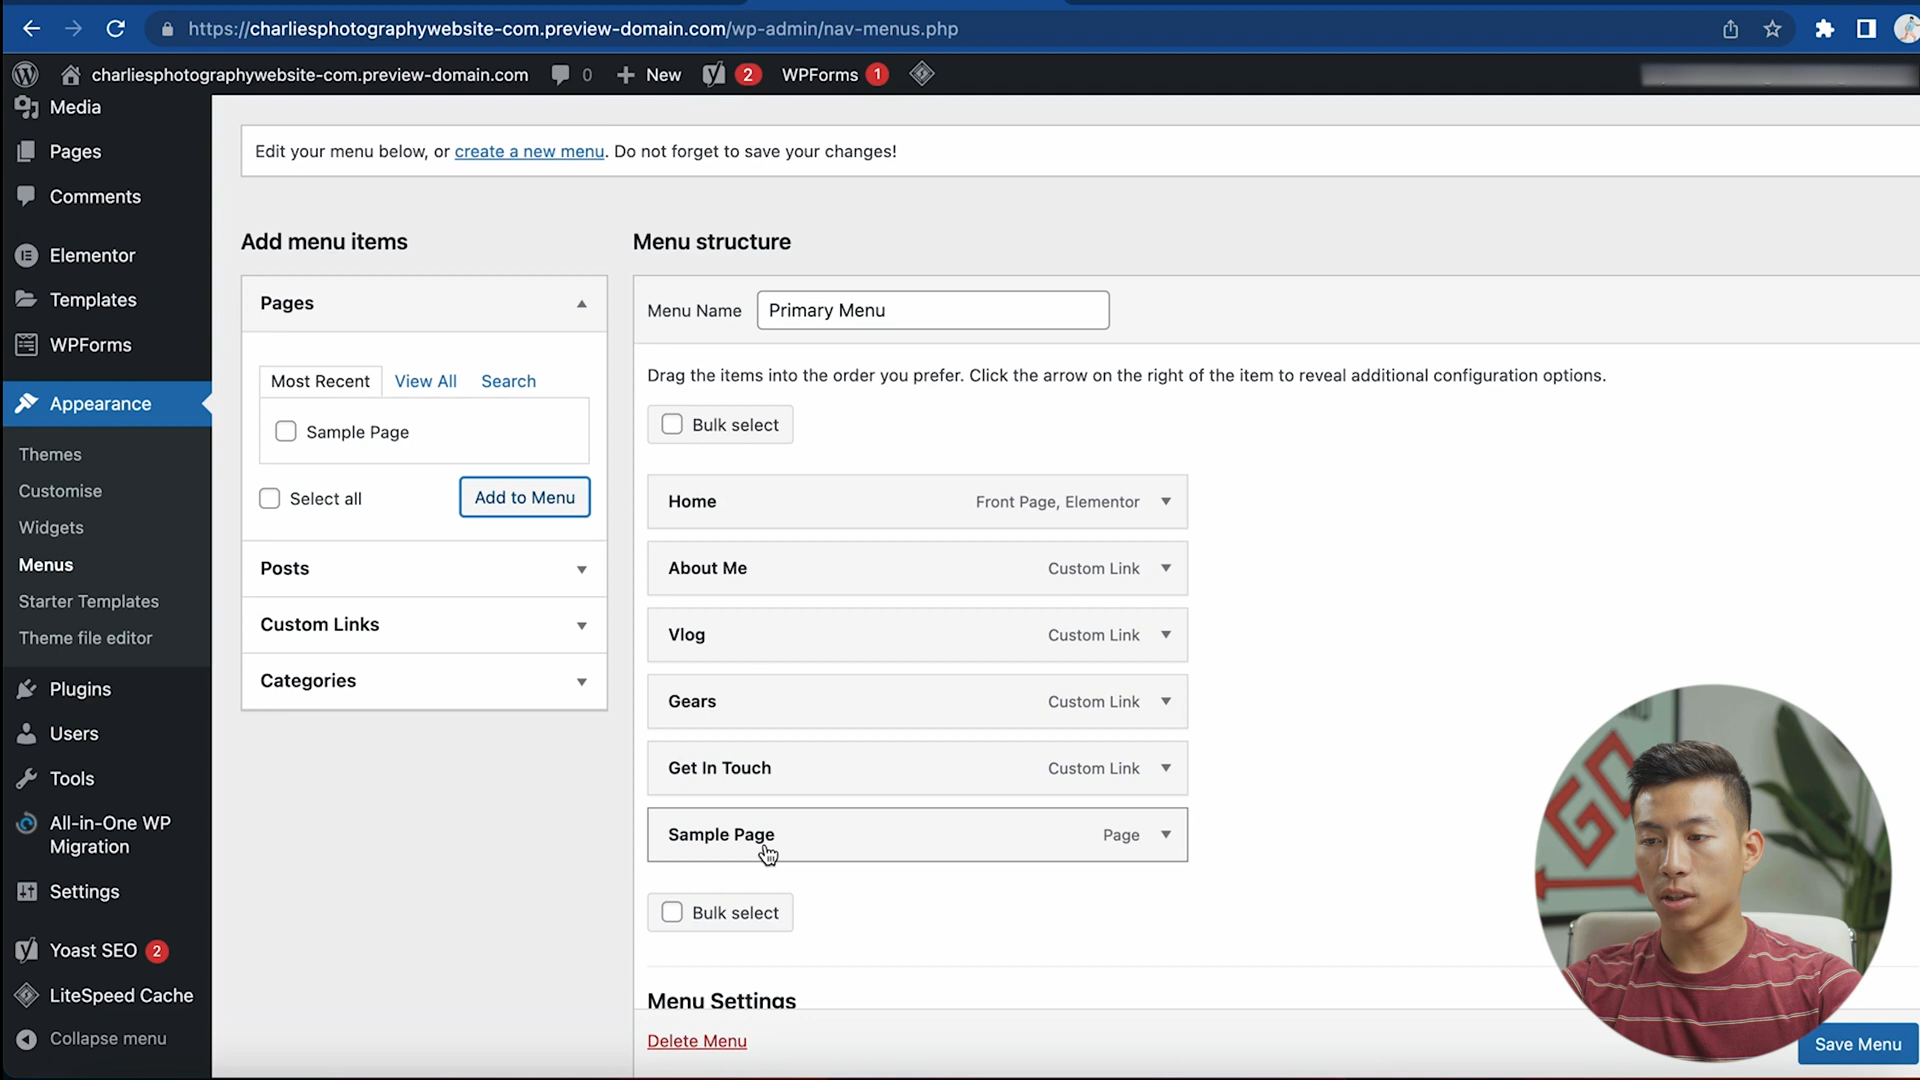 https://charliesphotographywebsite-com.preview-domain.com/wp-admin/nav-menus.php
charliesphotographywebsite-com.preview-domain.com 0 New 2 WPForms 1
Media
Pages
Comments
Elementor
Templates
WPForms
Appearance
Themes
Customise
Widgets
Menus
Starter Templates
Theme file editor
Plugins
Users
Tools
All-in-One WP
Migration
Settings
Yoast SEO 2
LiteSpeed Cache
Collapse menu
Edit your menu below, or create a new menu. Do not forget to save your changes!
Add menu items
Pages
Most Recent View All Search
Sample Page
Select all Add to Menu
Posts
Custom Links
Categories
Menu structure
Menu Name Primary Menu
Drag the items into the order you prefer. Click the arrow on the right of the item to reveal additional configuration options.
Bulk select
Home Front Page, Elementor
About Me Custom Link
Vlog Custom Link
Gears Custom Link
Get In Touch Custom Link
Sample Page Page
Bulk select
Menu Settings
Delete Menu
Save Menu
GO